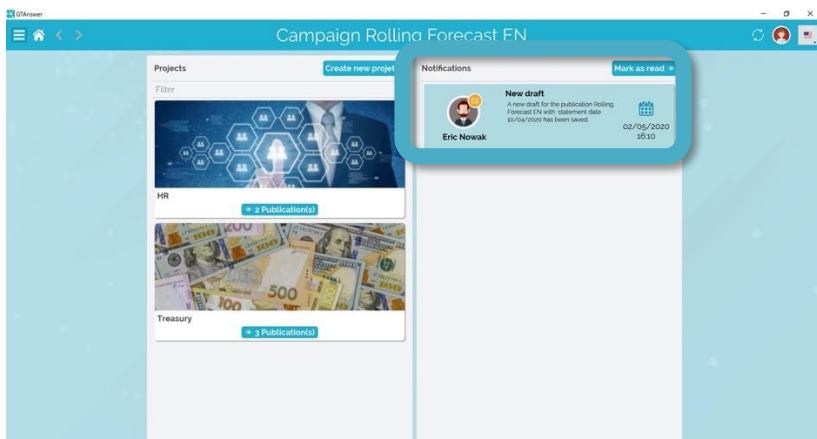 GTAnswer
Campaign Rolling Forecast EN
Projects
Create new projet
Filter
HR
2 Publication(s)
Treasury
3 Publication(s)
Notifications
Mark as read
New draft
A new draft for the publication Rolling
Forecast EN with statement date
10/04/2020 has been saved.
Eric Nowak
02/05/2020
16:10